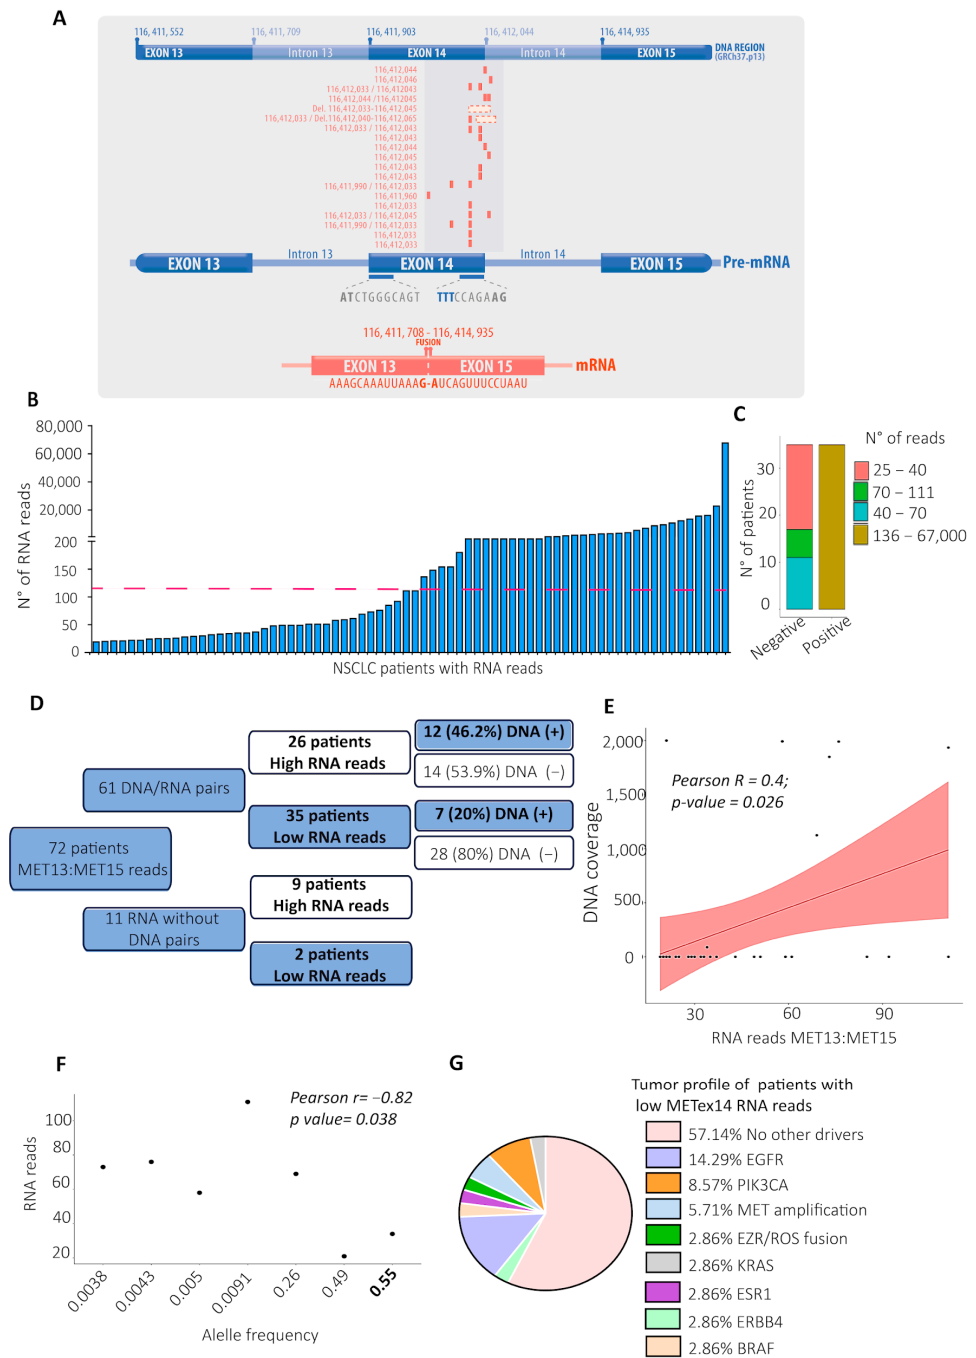 A
116, 411, 552
116, 411, 709
116, 411, 903
116, 412, 044
116, 414, 935
EXON 13
Intron 13
EXON 14
Intron 14
EXON 15
DNA REGION
(GRCh37.p13)
116,412,044
116,412,046
116,412,033 / 116,412043
116,412,044 /116,412045
Del. 116,412,033-116,412,045
116,412,033 / Del.116,412,040-116,412,065
116,412,033 / 116,412,043
116,412,043
116,412,044
116,412,045
116,412,043
116,412,043
116,411,990 / 116,412,033
116,411,960
116,412,033
116,412,033 / 116,412,045
116,411,990 / 116,412,033
116,412,033
116,412,033
EXON 13
Intron 13
EXON 14
Intron 14
EXON 15
Pre-mRNA
ATCTGGGCAGT
TTTCCAGAAG
116, 411, 708 - 116, 414, 935
FUSION
EXON 13
EXON 15
mRNA
AAAGCAAAUUAAAG-AUCAGUUUCCUAAU
B
80,000
60,000
40,000
20,000
200
150
100
50
0
N° of RNA reads
NSCLC patients with RNA reads
C
N° of reads
30
20
10
0
N° of patients
25 – 40
70 – 111
40 – 70
136 – 67,000
Negative
Positive
D
72 patients
MET13:MET15 reads
61 DNA/RNA pairs
11 RNA without
DNA pairs
26 patients
High RNA reads
35 patients
Low RNA reads
9 patients
High RNA reads
2 patients
Low RNA reads
12 (46.2%) DNA (+)
14 (53.9%) DNA (−)
7 (20%) DNA (+)
28 (80%) DNA (−)
E
2,000
1,500
1,000
500
0
DNA coverage
Pearson R = 0.4;
p-value = 0.026
30
60
90
RNA reads MET13:MET15
F
Pearson r= −0.82
p value= 0.038
100
80
60
40
20
RNA reads
0.0038
0.0043
0.005
0.0091
0.26
0.49
0.55
Alelle frequency
G
Tumor profile of patients with
low METex14 RNA reads
57.14% No other drivers
14.29% EGFR
8.57% PIK3CA
5.71% MET amplification
2.86% EZR/ROS fusion
2.86% KRAS
2.86% ESR1
2.86% ERBB4
2.86% BRAF